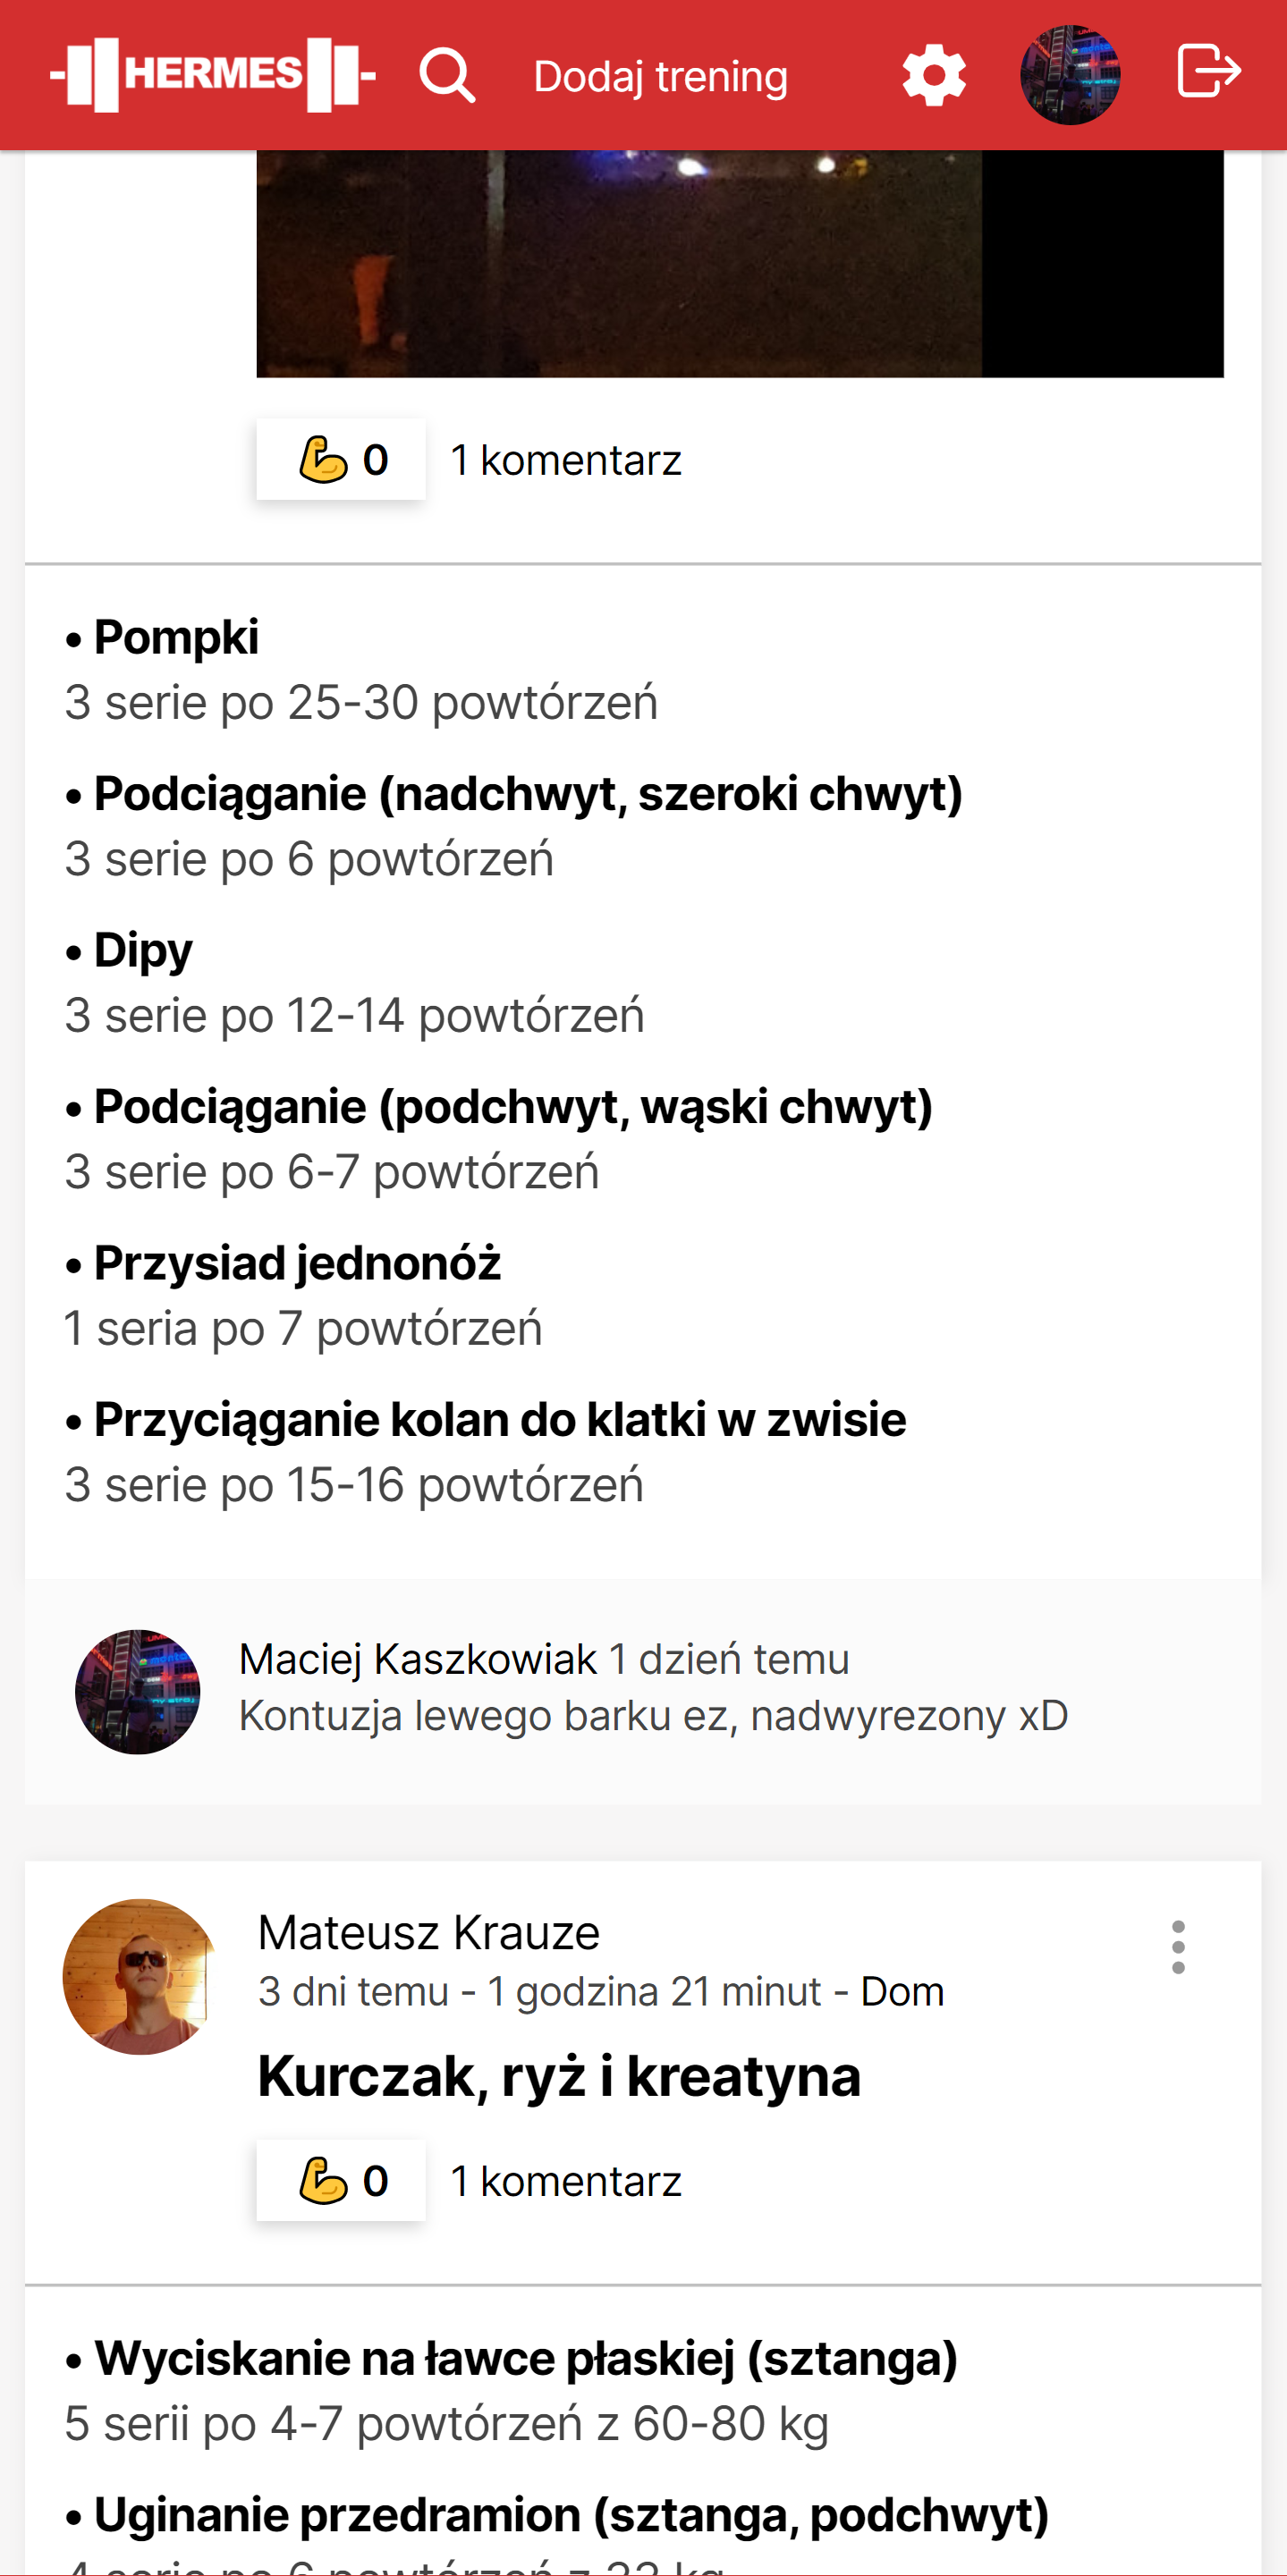 HERMES
Dodaj trening
0
1 komentarz
• Pompki
3 serie po 25-30 powtórzeń
• Podciąganie (nadchwyt, szeroki chwyt)
3 serie po 6 powtórzeń
• Dipy
3 serie po 12-14 powtórzeń
• Podciąganie (podchwyt, wąski chwyt)
3 serie po 6-7 powtórzeń
• Przysiad jednonóż
1 seria po 7 powtórzeń
• Przyciąganie kolan do klatki w zwisie
3 serie po 15-16 powtórzeń
Maciej Kaszkowiak 1 dzień temu
Kontuzja lewego barku ez, nadwyrezony xD
Mateusz Krauze
3 dni temu - 1 godzina 21 minut - Dom
Kurczak, ryż i kreatyna
0
1 komentarz
• Wyciskanie na ławce płaskiej (sztanga)
5 serii po 4-7 powtórzeń z 60-80 kg
• Uginanie przedramion (sztanga, podchwyt)